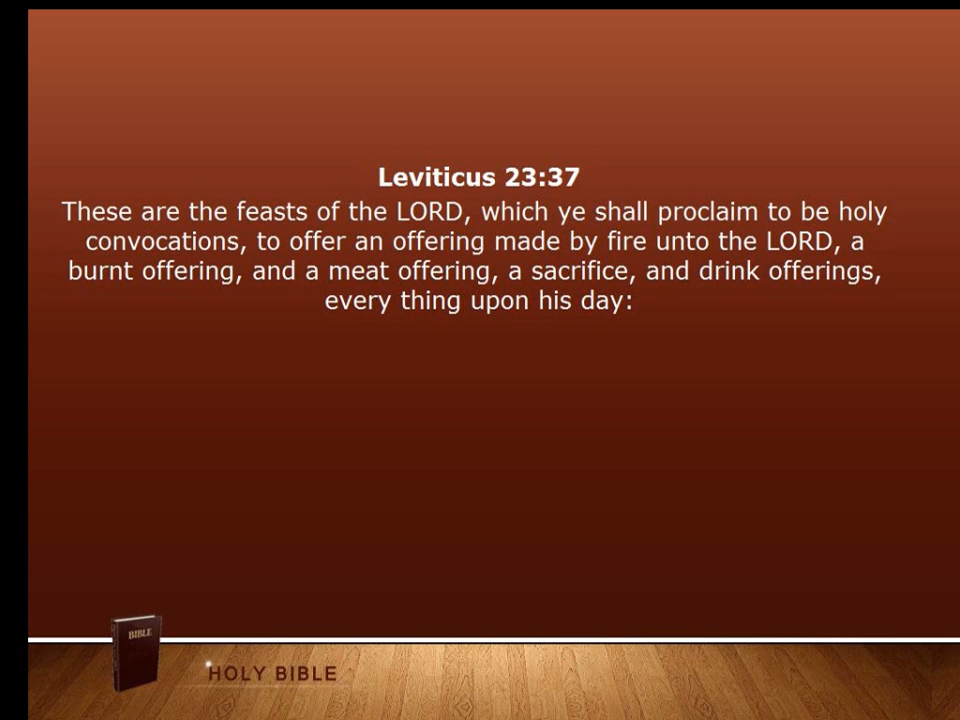 Leviticus 23:37
These are the feasts of the LORD, which ye shall proclaim to be holy
convocations, to offer an offering made by fire unto the LORD, a
burnt offering, and a meat offering, a sacrifice, and drink offerings,
every thing upon his day:
BIBLE
HOLY BIBLE